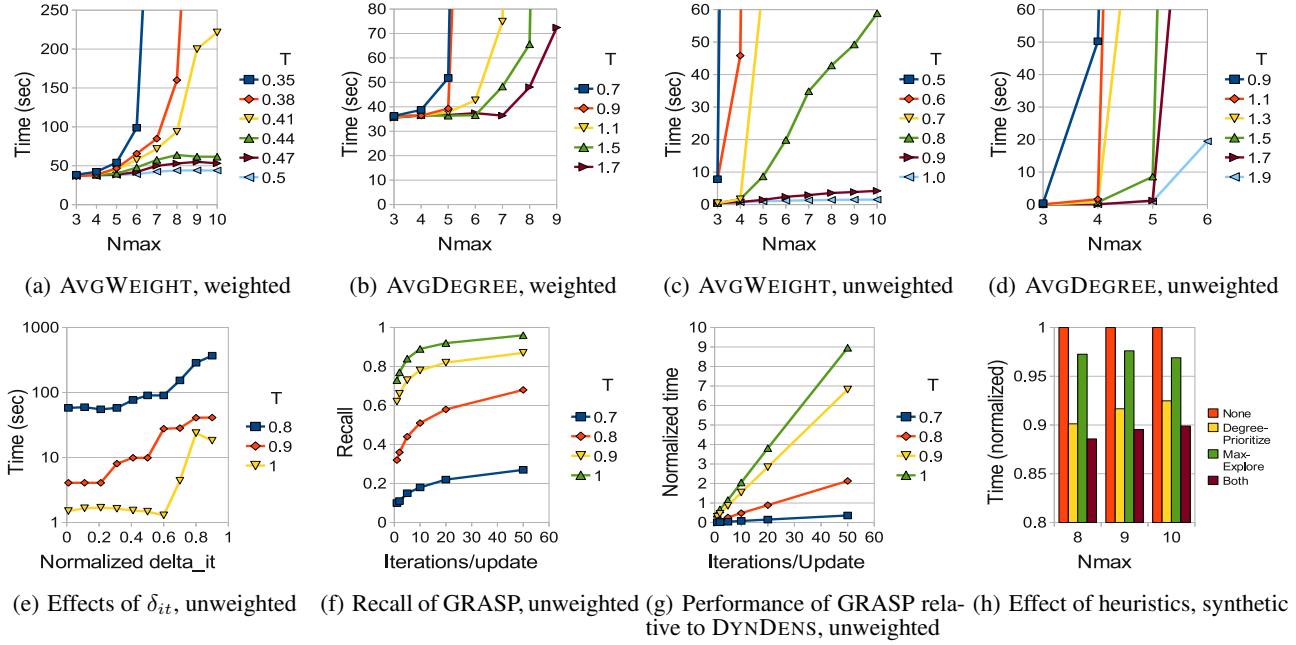 250
200
150
100
50
0
Time (sec)
3 4 5 6 7 8 9 10
Nmax
T
0.35
0.38
0.41
0.44
0.47
0.5
(a) AVGWEIGHT, weighted
80
70
60
50
40
30
20
10
0
Time (sec)
3 4 5 6 7 8 9
Nmax
T
0.7
0.9
1.1
1.5
1.7
(b) AVGDEGREE, weighted
60
50
40
30
20
10
0
Time (sec)
3 4 5 6 7 8 9 10
Nmax
T
0.5
0.6
0.7
0.8
0.9
1.0
(c) AVGWEIGHT, unweighted
60
50
40
30
20
10
0
Time (sec)
3 4 5 6
Nmax
T
0.9
1.1
1.3
1.5
1.7
1.9
(d) AVGDEGREE, unweighted
1000
100
10
1
Time (sec)
0 0.2 0.4 0.6 0.8 1
Normalized delta_it
T
0.8
0.9
1
(e) Effects of δit, unweighted
1
0.8
0.6
0.4
0.2
0
Recall
0 10 20 30 40 50 60
Iterations/update
T
0.7
0.8
0.9
1
(f) Recall of GRASP, unweighted
10
9
8
7
6
5
4
3
2
1
0
Normalized time
0 10 20 30 40 50 60
Iterations/Update
T
0.7
0.8
0.9
1
(g) Performance of GRASP rela-
tive to DYNDENS, unweighted
1
0.95
0.9
0.85
0.8
Time (normalized)
8 9 10
Nmax
None
Degree-
Prioritize
Max-
Explore
Both
(h) Effect of heuristics, synthetic